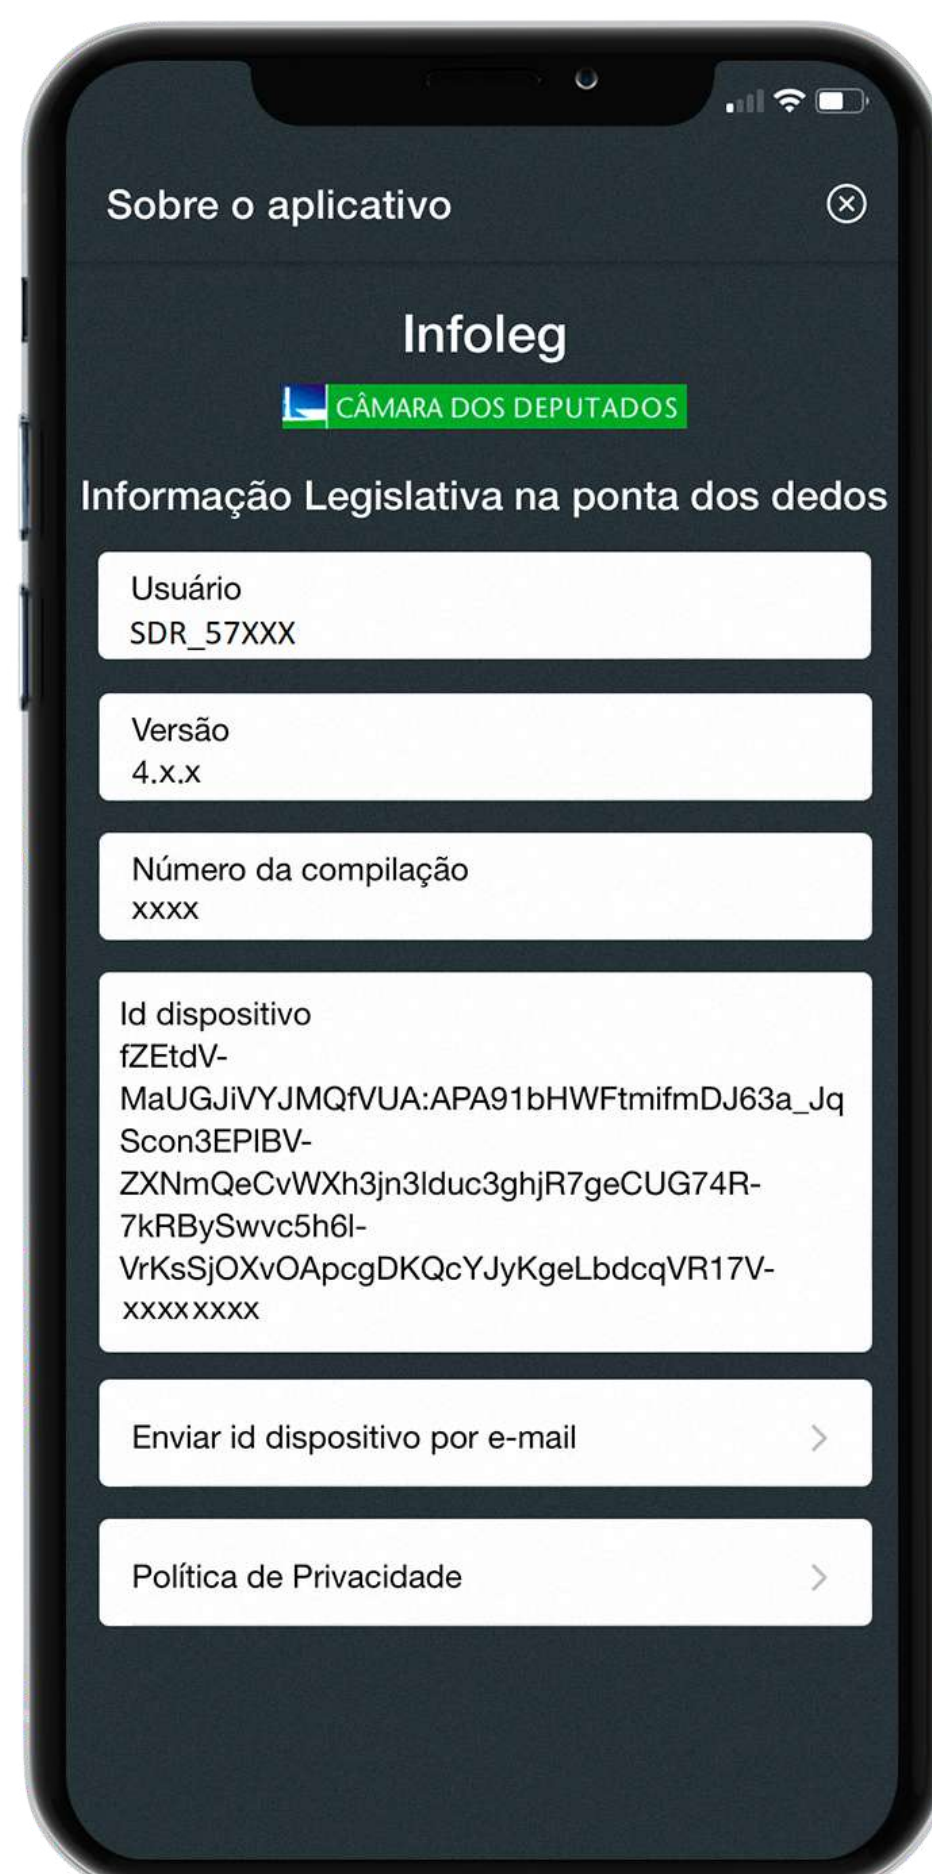 Sobre o aplicativo
Infoleg
CÂMARA DOS DEPUTADOS
Informação Legislativa na ponta dos dedos
Usuário
SDR_57XXX
Versão
4.x.x
Número da compilação
xxxx
Id dispositivo
fZEtdV-
MaUGJiVYJMQfVUA:APA91bHWFtmifmDJ63a_Jq
Scon3EPIBV-
ZXNmQeCvWXh3jn3lduc3ghjR7geCUG74R-
7kRBySwvc5h6l-
VrKsSjOXvOApcgDKQcYJyKgeLbdcqVR17V-
xxxxxxxx
Enviar id dispositivo por e-mail
Política de Privacidade